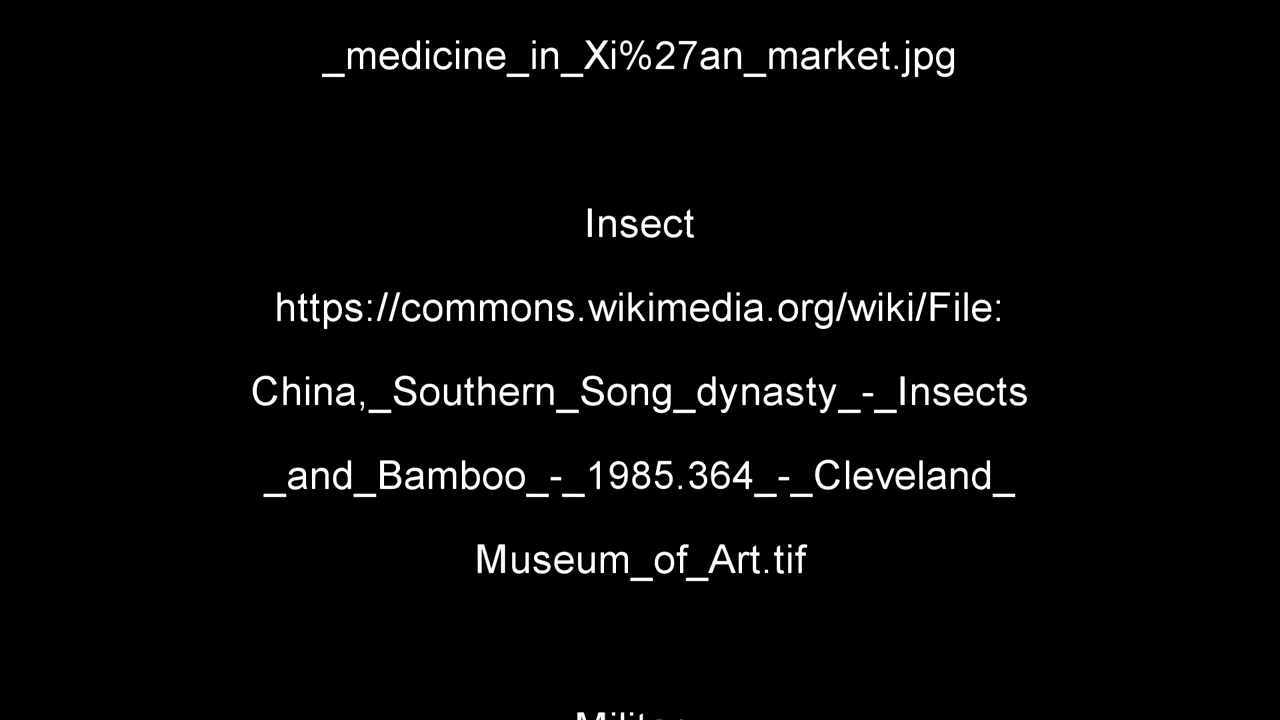 _medicine_in_Xi%27an_market.jpg
Insect
https://commons.wikimedia.org/wiki/File:
China,_Southern_Song_dynasty_-_Insects
_and_Bamboo_-_1985.364_-_Cleveland_
Museum_of_Art.tif